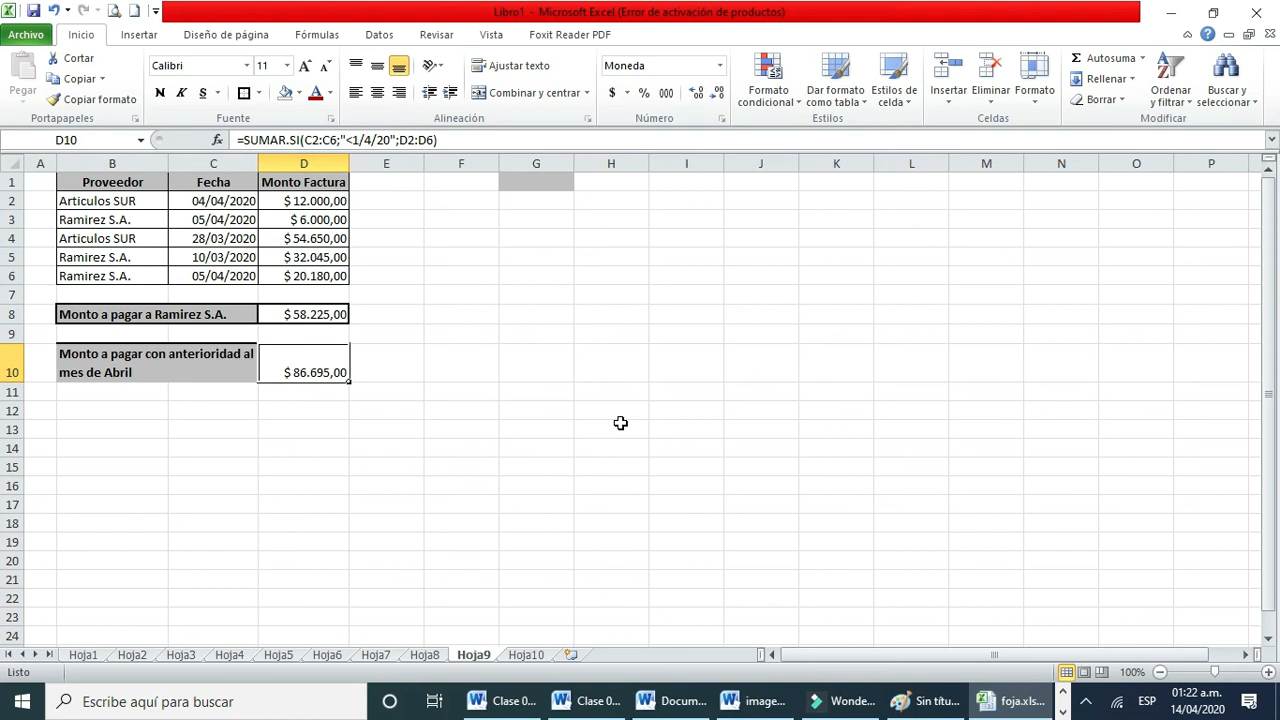 Libro1 - Microsoft Excel (Error de activación de productos)
Archivo Inicio Insertar Diseño de página Fórmulas Datos Revisar Vista Foxit Reader PDF
Pegar
Cortar
Copiar
Copiar formato
Portapapeles
Calibri 11
N K S A
Fuente
Ajustar texto
Combinar y centrar
Alineación
Moneda
$ % 000
Número
Formato condicional
Dar formato como tabla
Estilos de celda
Estilos
Insertar Eliminar Formato
Celdas
Autosuma
Rellenar
Borrar
Ordenar y filtrar
Buscar y seleccionar
Modificar
D10 fx =SUMAR.SI(C2:C6;"<1/4/20";D2:D6)
A B C D E F G H I J K L M N O P
1 Proveedor Fecha Monto Factura
2 Articulos SUR 04/04/2020 $ 12.000,00
3 Ramirez S.A. 05/04/2020 $ 6.000,00
4 Articulos SUR 28/03/2020 $ 54.650,00
5 Ramirez S.A. 10/03/2020 $ 32.045,00
6 Ramirez S.A. 05/04/2020 $ 20.180,00
7
8 Monto a pagar a Ramirez S.A. $ 58.225,00
9
Monto a pagar con anterioridad al
10 mes de Abril $ 86.695,00
11
12
13
14
15
16
17
18
19
20
21
22
23
24
Hoja1 Hoja2 Hoja3 Hoja4 Hoja5 Hoja6 Hoja7 Hoja8 Hoja9 Hoja10
Listo 100%
Escribe aquí para buscar
Clase 0... Clase 0... Docum... image... Wonde... Sin títu... foja.xls...
ESP
01:22 a.m.
14/04/2020